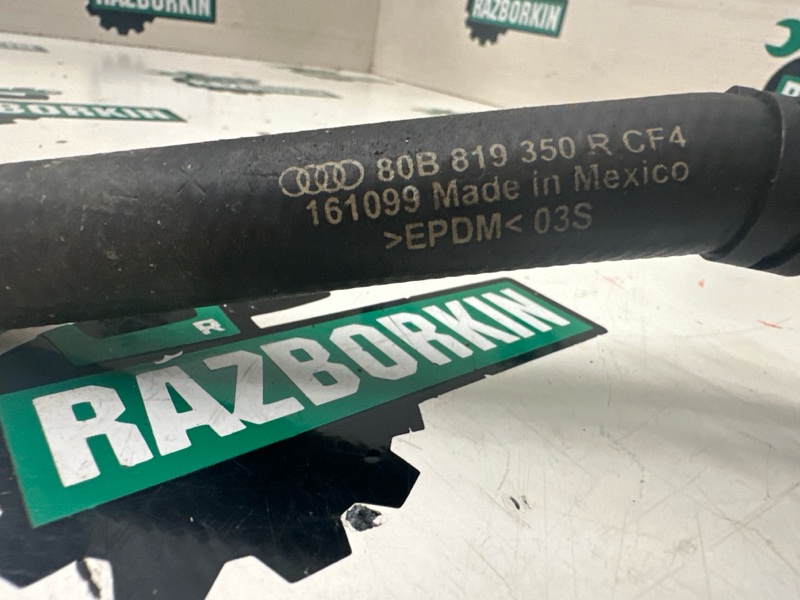 RAZBORKIN
RAZBORKIN
80B 819 350 R CF4
161099 Made in Mexico
>EPDM< 03S
R
RAZBORKIN